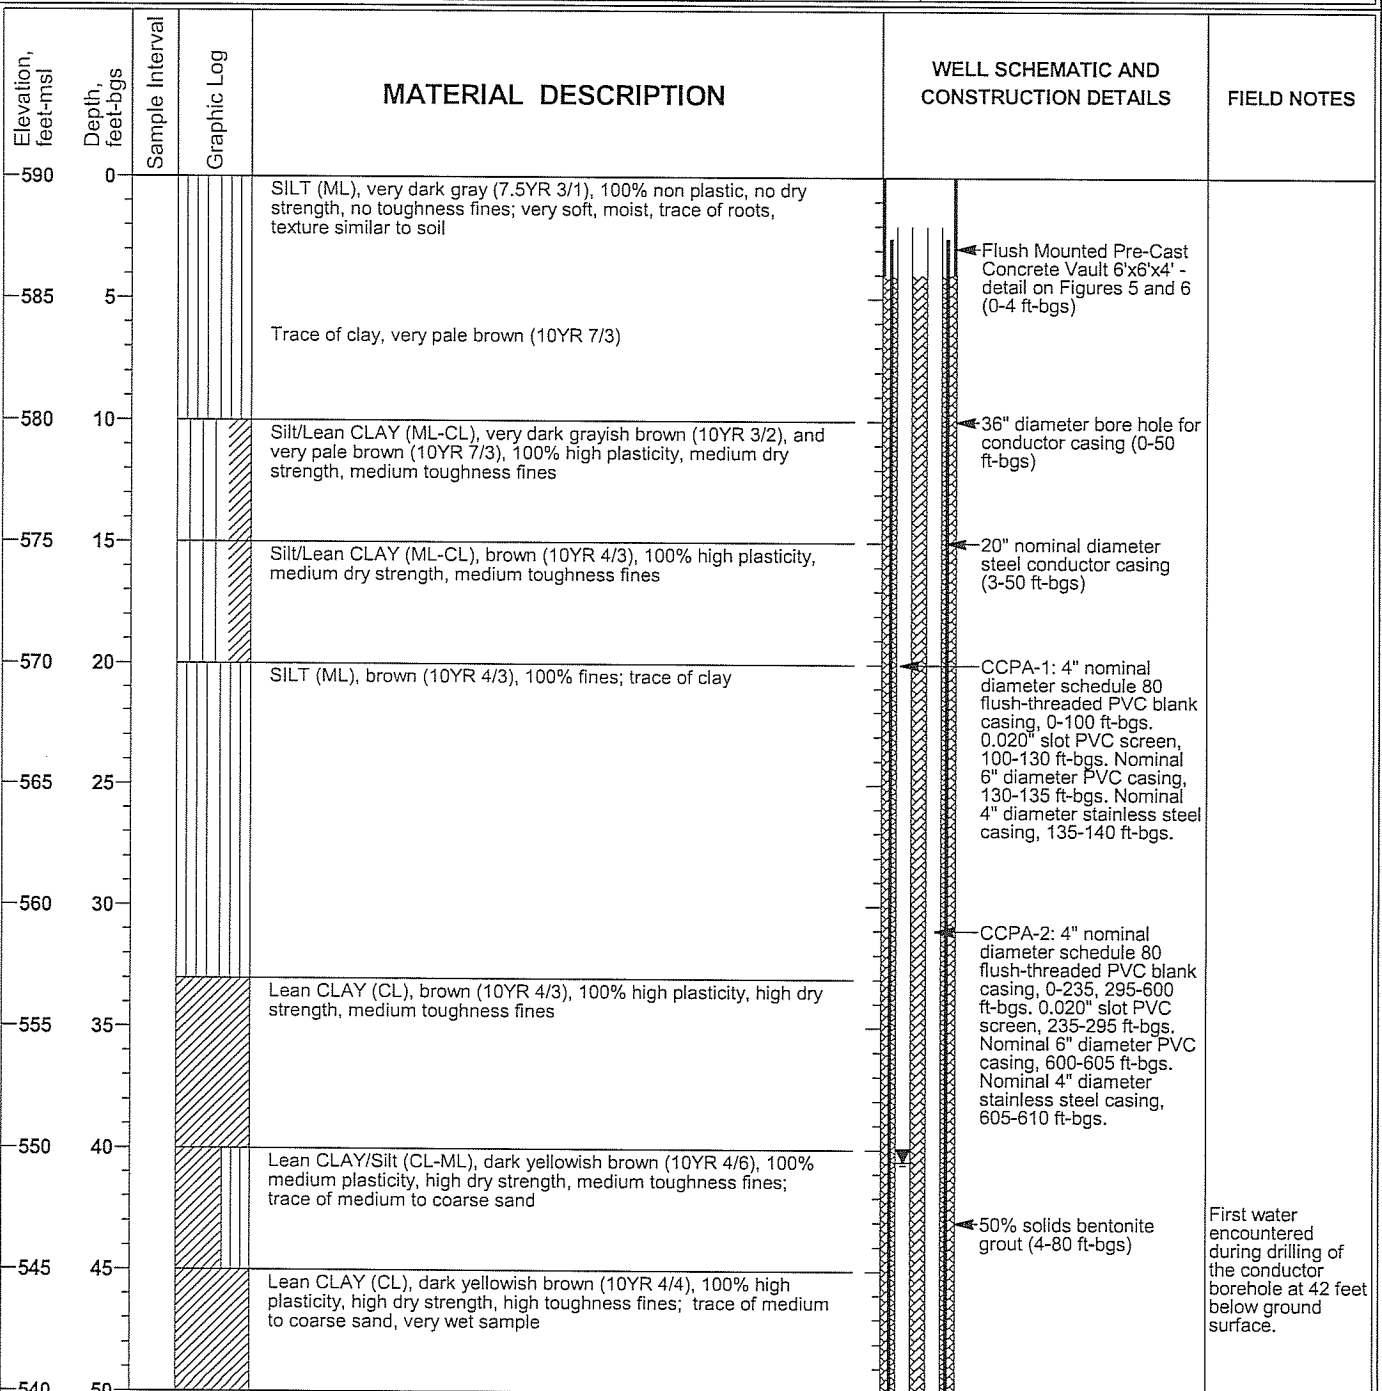 Elevation,
feet-msl
Depth,
feet-bgs
Sample Interval
Graphic Log
MATERIAL DESCRIPTION
WELL SCHEMATIC AND
CONSTRUCTION DETAILS
FIELD NOTES
590 0
SILT (ML), very dark gray (7.5YR 3/1), 100% non plastic, no dry
strength, no toughness fines; very soft, moist, trace of roots,
texture similar to soil
Flush Mounted Pre-Cast
Concrete Vault 6'x6'x4' -
detail on Figures 5 and 6
(0-4 ft-bgs)
585 5
Trace of clay, very pale brown (10YR 7/3)
580 10
Silt/Lean CLAY (ML-CL), very dark grayish brown (10YR 3/2), and
very pale brown (10YR 7/3), 100% high plasticity, medium dry
strength, medium toughness fines
36" diameter bore hole for
conductor casing (0-50
ft-bgs)
575 15
Silt/Lean CLAY (ML-CL), brown (10YR 4/3), 100% high plasticity,
medium dry strength, medium toughness fines
20" nominal diameter
steel conductor casing
(3-50 ft-bgs)
570 20
SILT (ML), brown (10YR 4/3), 100% fines; trace of clay
CCPA-1: 4" nominal
diameter schedule 80
flush-threaded PVC blank
casing, 0-100 ft-bgs.
0.020" slot PVC screen,
100-130 ft-bgs. Nominal
6" diameter PVC casing,
130-135 ft-bgs. Nominal
4" diameter stainless steel
casing, 135-140 ft-bgs.
565 25
560 30
CCPA-2: 4" nominal
diameter schedule 80
flush-threaded PVC blank
casing, 0-235, 295-600
ft-bgs. 0.020" slot PVC
screen, 235-295 ft-bgs.
Nominal 6" diameter PVC
casing, 600-605 ft-bgs.
Nominal 4" diameter
stainless steel casing,
605-610 ft-bgs.
Lean CLAY (CL), brown (10YR 4/3), 100% high plasticity, high dry
strength, medium toughness fines
555 35
550 40
Lean CLAY/Silt (CL-ML), dark yellowish brown (10YR 4/6), 100%
medium plasticity, high dry strength, medium toughness fines;
trace of medium to coarse sand
50% solids bentonite
grout (4-80 ft-bgs)
First water
encountered
during drilling of
the conductor
borehole at 42 feet
below ground
surface.
545 45
Lean CLAY (CL), dark yellowish brown (10YR 4/4), 100% high
plasticity, high dry strength, high toughness fines; trace of medium
to coarse sand, very wet sample
540 50